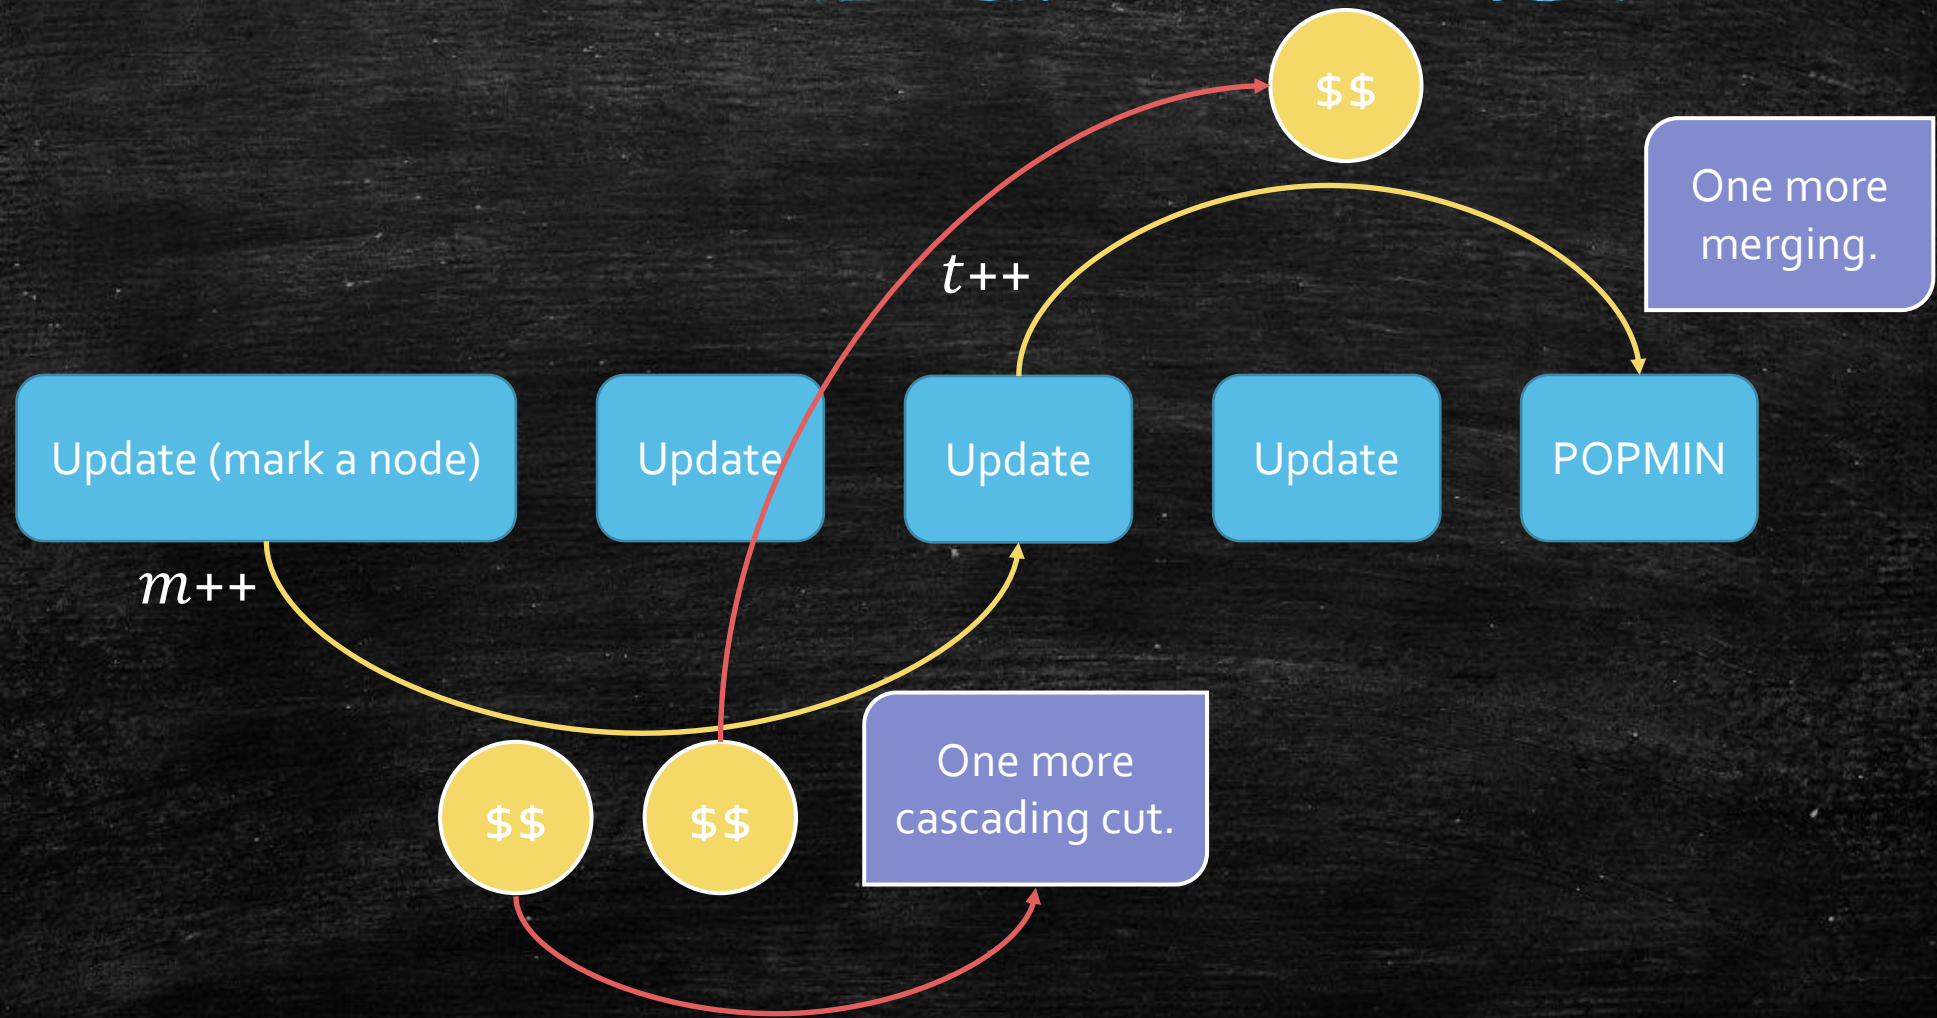 $$
One more
merging.
t++
Update (mark a node)
Update
Update
Update
POPMIN
m++
One more
cascading cut.
$$
$$